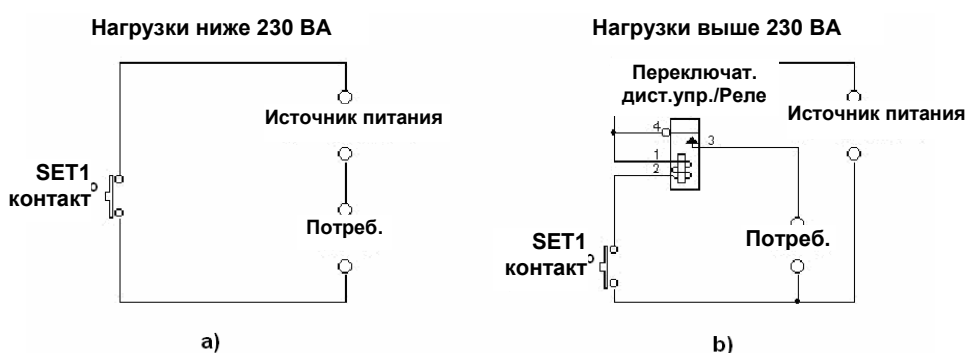 Нагрузки ниже 230 ВА
Источник питания
SET1
контакт
Потреб.
a)
Нагрузки выше 230 ВА
Переключат.
дист.упр./Реле
Источник питания
4
3
1
2
SET1
контакт
Потреб.
b)